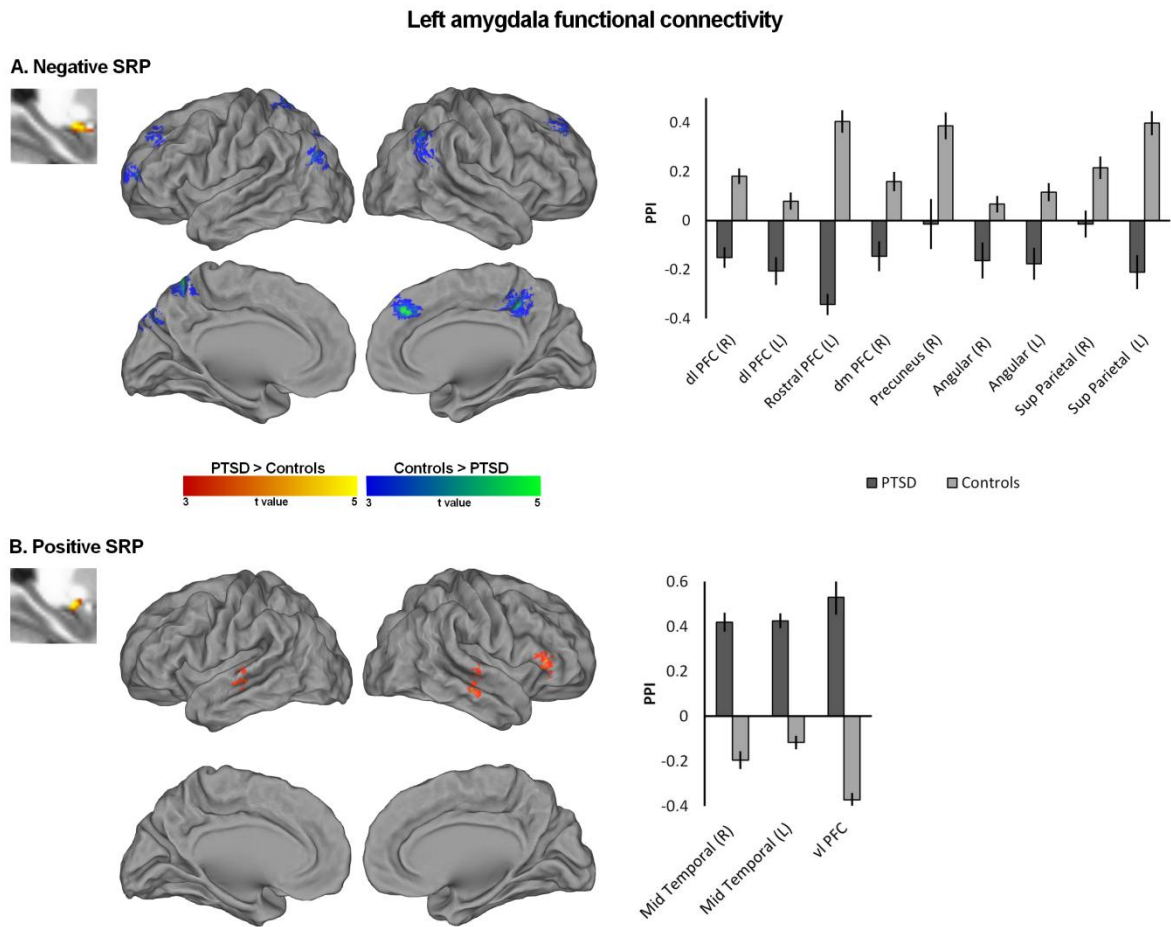 Left amygdala functional connectivity
A. Negative SRP
0.4
0.2
0
-0.2
-0.4
PPI
dl PFC (R)
dl PFC (L)
Rostral PFC (L)
dm PFC (R)
Precuneus (R)
Angular (R)
Angular (L)
Sup Parietal (R)
Sup Parietal (L)
PTSD > Controls
Controls > PTSD
3 t value 5
3 t value 5
PTSD Controls
B. Positive SRP
0.6
0.4
0.2
0
-0.2
-0.4
PPI
Mid Temporal (R)
Mid Temporal (L)
vl PFC